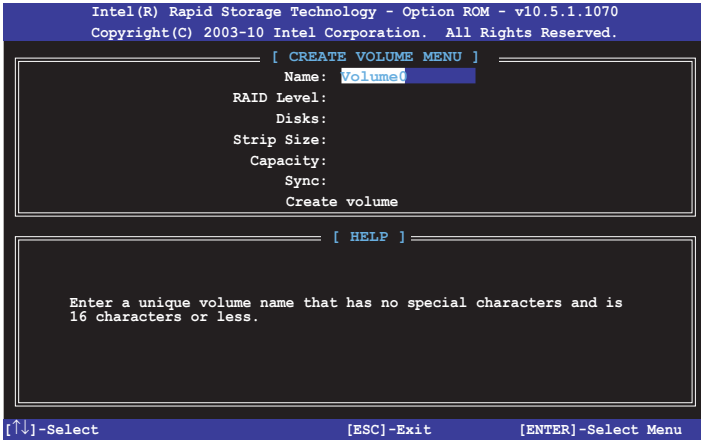 Intel(R) Rapid Storage Technology - Option ROM - v10.5.1.1070
Copyright(C) 2003-10 Intel Corporation. All Rights Reserved.
[ CREATE VOLUME MENU ]
Name: Volume0
RAID Level:
Disks:
Strip Size:
Capacity:
Sync:
Create volume
[ HELP ]
Enter a unique volume name that has no special characters and is
16 characters or less.
[↑↓]-Select [ESC]-Exit [ENTER]-Select Menu